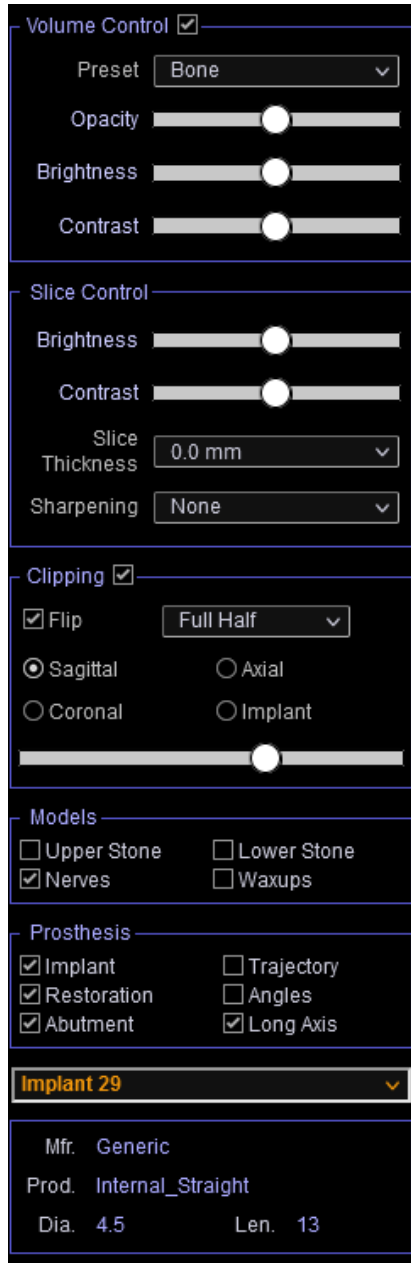 Volume Control
Preset Bone
Opacity
Brightness
Contrast
Slice Control
Brightness
Contrast
Slice
Thickness 0.0 mm
Sharpening None
Clipping
Flip Full Half
Sagittal Axial
Coronal Implant
Models
Upper Stone Lower Stone
Nerves Waxups
Prosthesis
Implant Trajectory
Restoration Angles
Abutment Long Axis
Implant 29
Mfr. Generic
Prod. Internal_Straight
Dia. 4.5 Len. 13